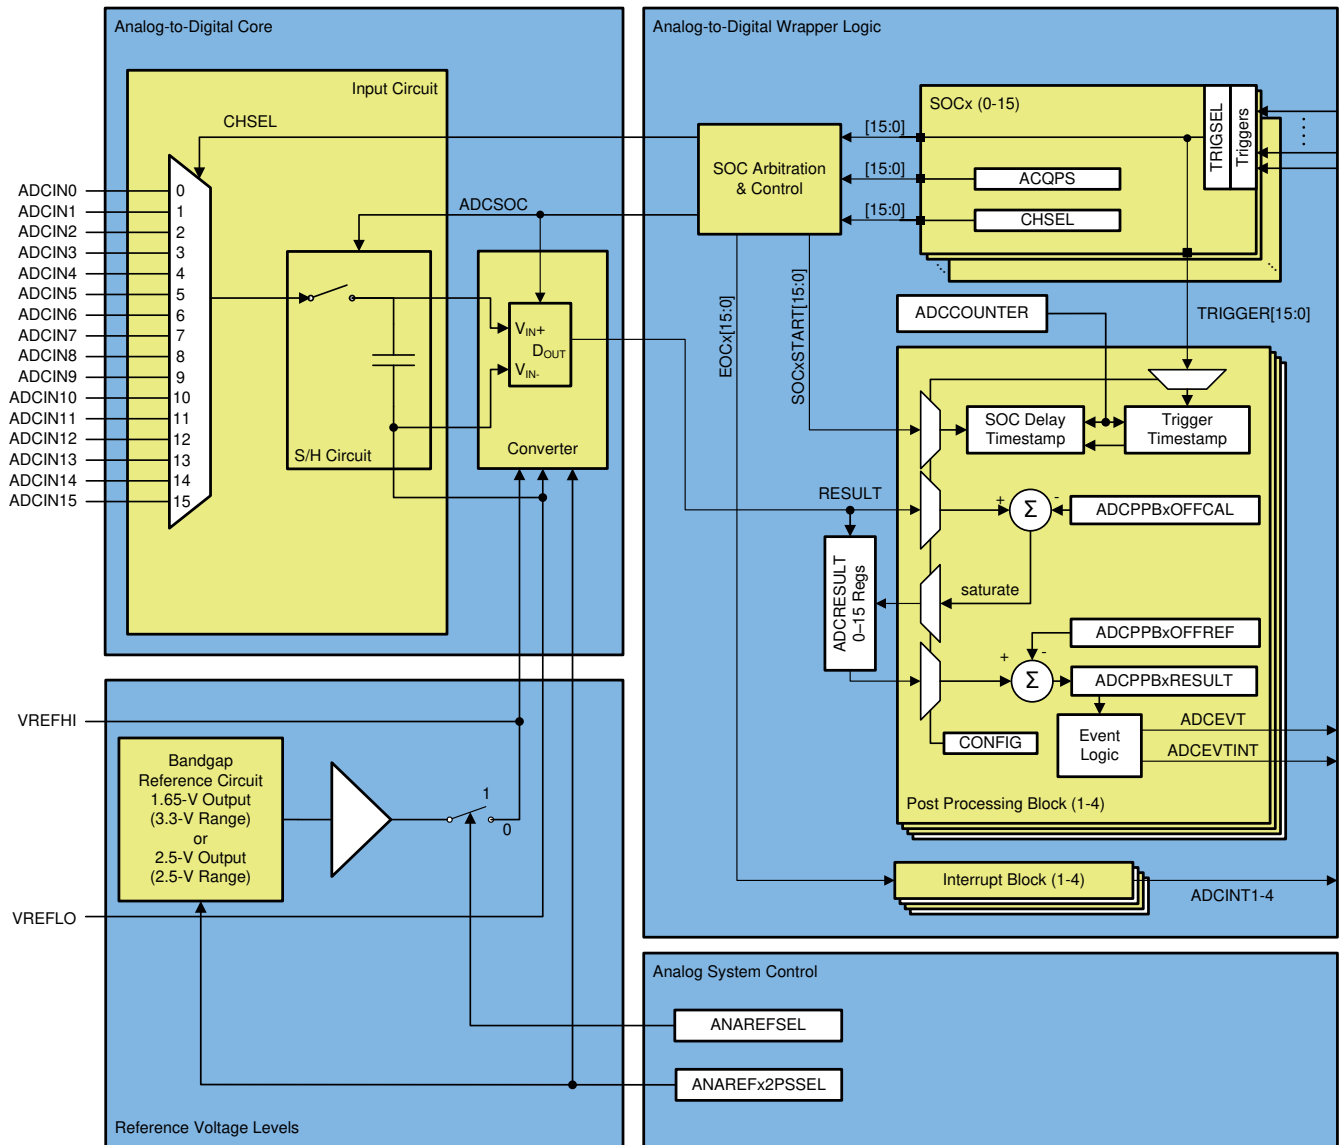 Analog-to-Digital Core
Input Circuit
CHSEL
ADCIN0
ADCIN1
ADCIN2
ADCIN3
ADCIN4
ADCIN5
ADCIN6
ADCIN7
ADCIN8
ADCIN9
ADCIN10
ADCIN11
ADCIN12
ADCIN13
ADCIN14
ADCIN15
0
1
2
3
4
5
6
7
8
9
10
11
12
13
14
15
ADCSOC
S/H Circuit
VIN+
DOUT
VIN-
Converter
Analog-to-Digital Wrapper Logic
SOC Arbitration
& Control
[15:0]
[15:0]
[15:0]
SOCx (0-15)
TRIGSEL
Triggers
ACQPS
CHSEL
EOCx[15:0]
SOCxSTART[15:0]
TRIGGER[15:0]
ADCCOUNTER
SOC Delay
Timestamp
Trigger
Timestamp
RESULT
+
Σ
-
ADCPPBxOFFCAL
ADCRESULT
0–15 Regs
saturate
ADCPPBxOFFREF
+
-
Σ
ADCPPBxRESULT
CONFIG
Event
Logic
ADCEVT
ADCEVTINT
Post Processing Block (1-4)
Interrupt Block (1-4)
ADCINT1-4
VREFHI
Bandgap
Reference Circuit
1.65-V Output
(3.3-V Range)
or
2.5-V Output
(2.5-V Range)
1
0
VREFLO
Reference Voltage Levels
Analog System Control
ANAREFSEL
ANAREFx2PSSEL